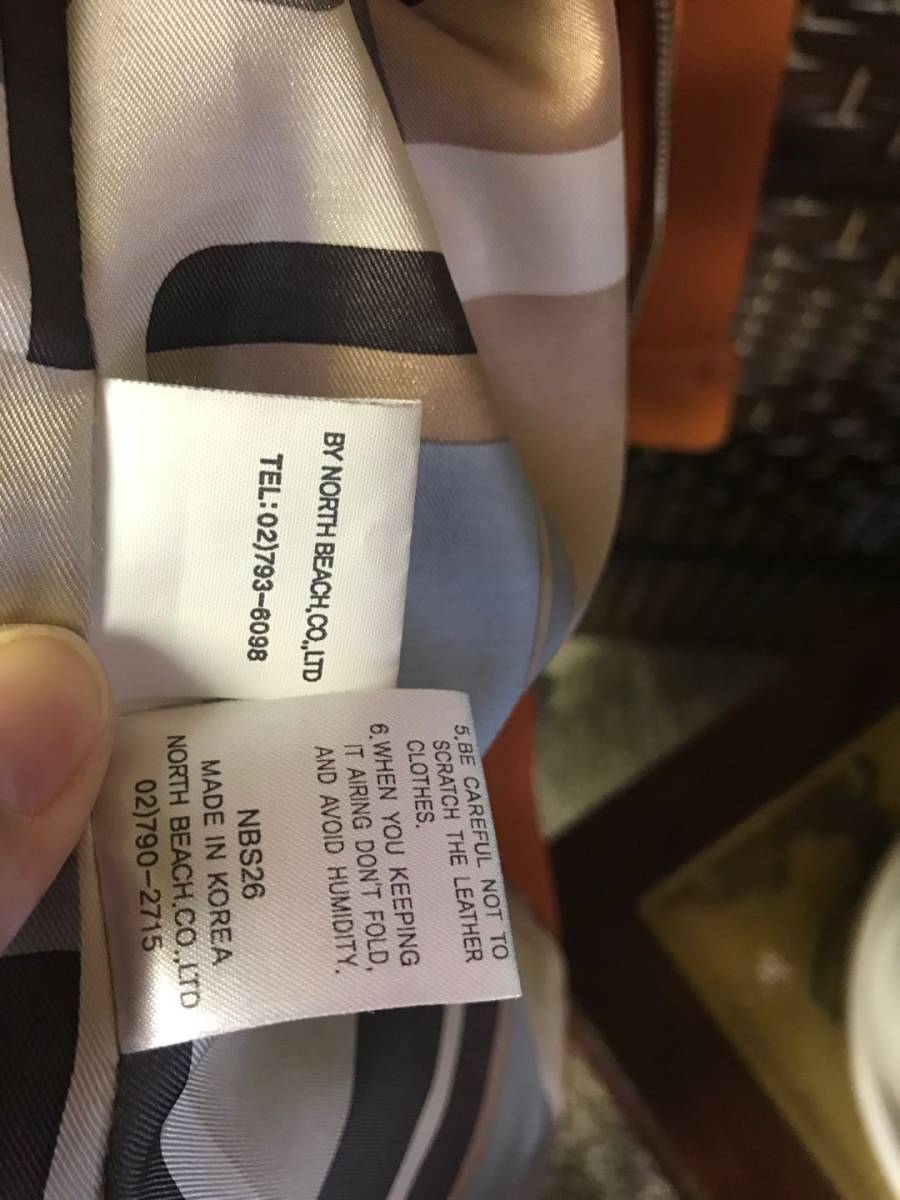 BY NORTH BEACH,CO,.LTD
TEL:02)793-6098
5.BE CAREFUL NOT TO
SCRATCH THE LEATHER
CLOTHES.
6.WHEN YOU KEEPING
IT AIRING DON'T FOLD,
AND AVOID HUMIDITY.
NBS26
MADE IN KOREA
NORTH BEACH.CO.,LTD
02)790-2715